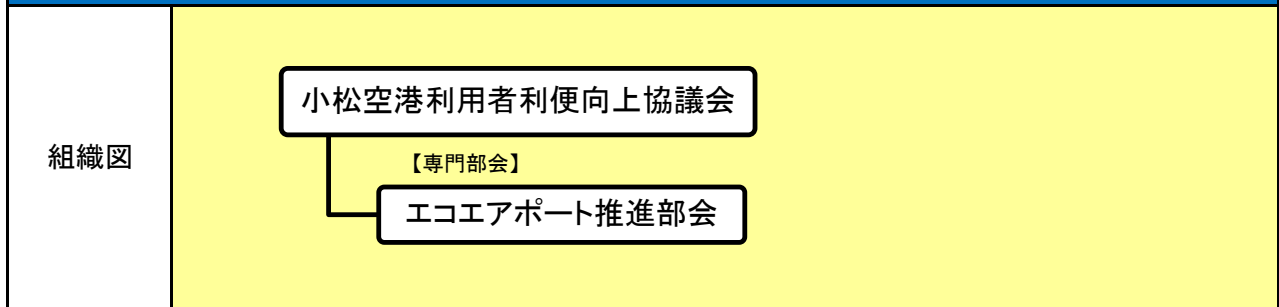 組織図
小松空港利用者利便向上協議会
【専門部会】
エコエアポート推進部会